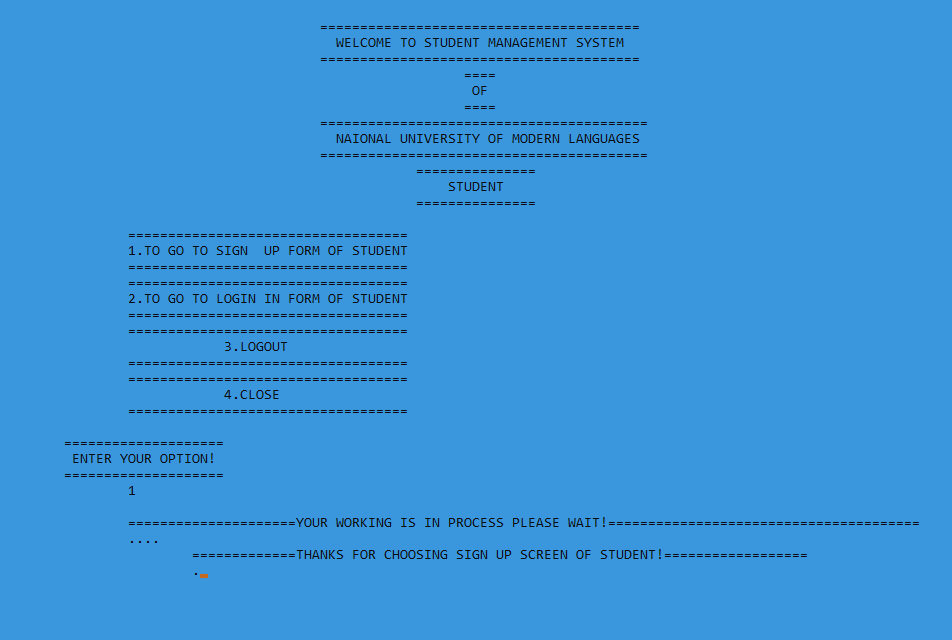 ========================================
WELCOME TO STUDENT MANAGEMENT SYSTEM
========================================
====
OF
====
=========================================
NAIONAL UNIVERSITY OF MODERN LANGUAGES
=========================================
===============
STUDENT
===============
===================================
1.TO GO TO SIGN  UP FORM OF STUDENT
===================================
===================================
2.TO GO TO LOGIN IN FORM OF STUDENT
===================================
===================================
3.LOGOUT
===================================
===================================
4.CLOSE
===================================
====================
ENTER YOUR OPTION!
====================
1
=====================YOUR WORKING IS IN PROCESS PLEASE WAIT!=======================================
....
=============THANKS FOR CHOOSING SIGN UP SCREEN OF STUDENT!==================
.